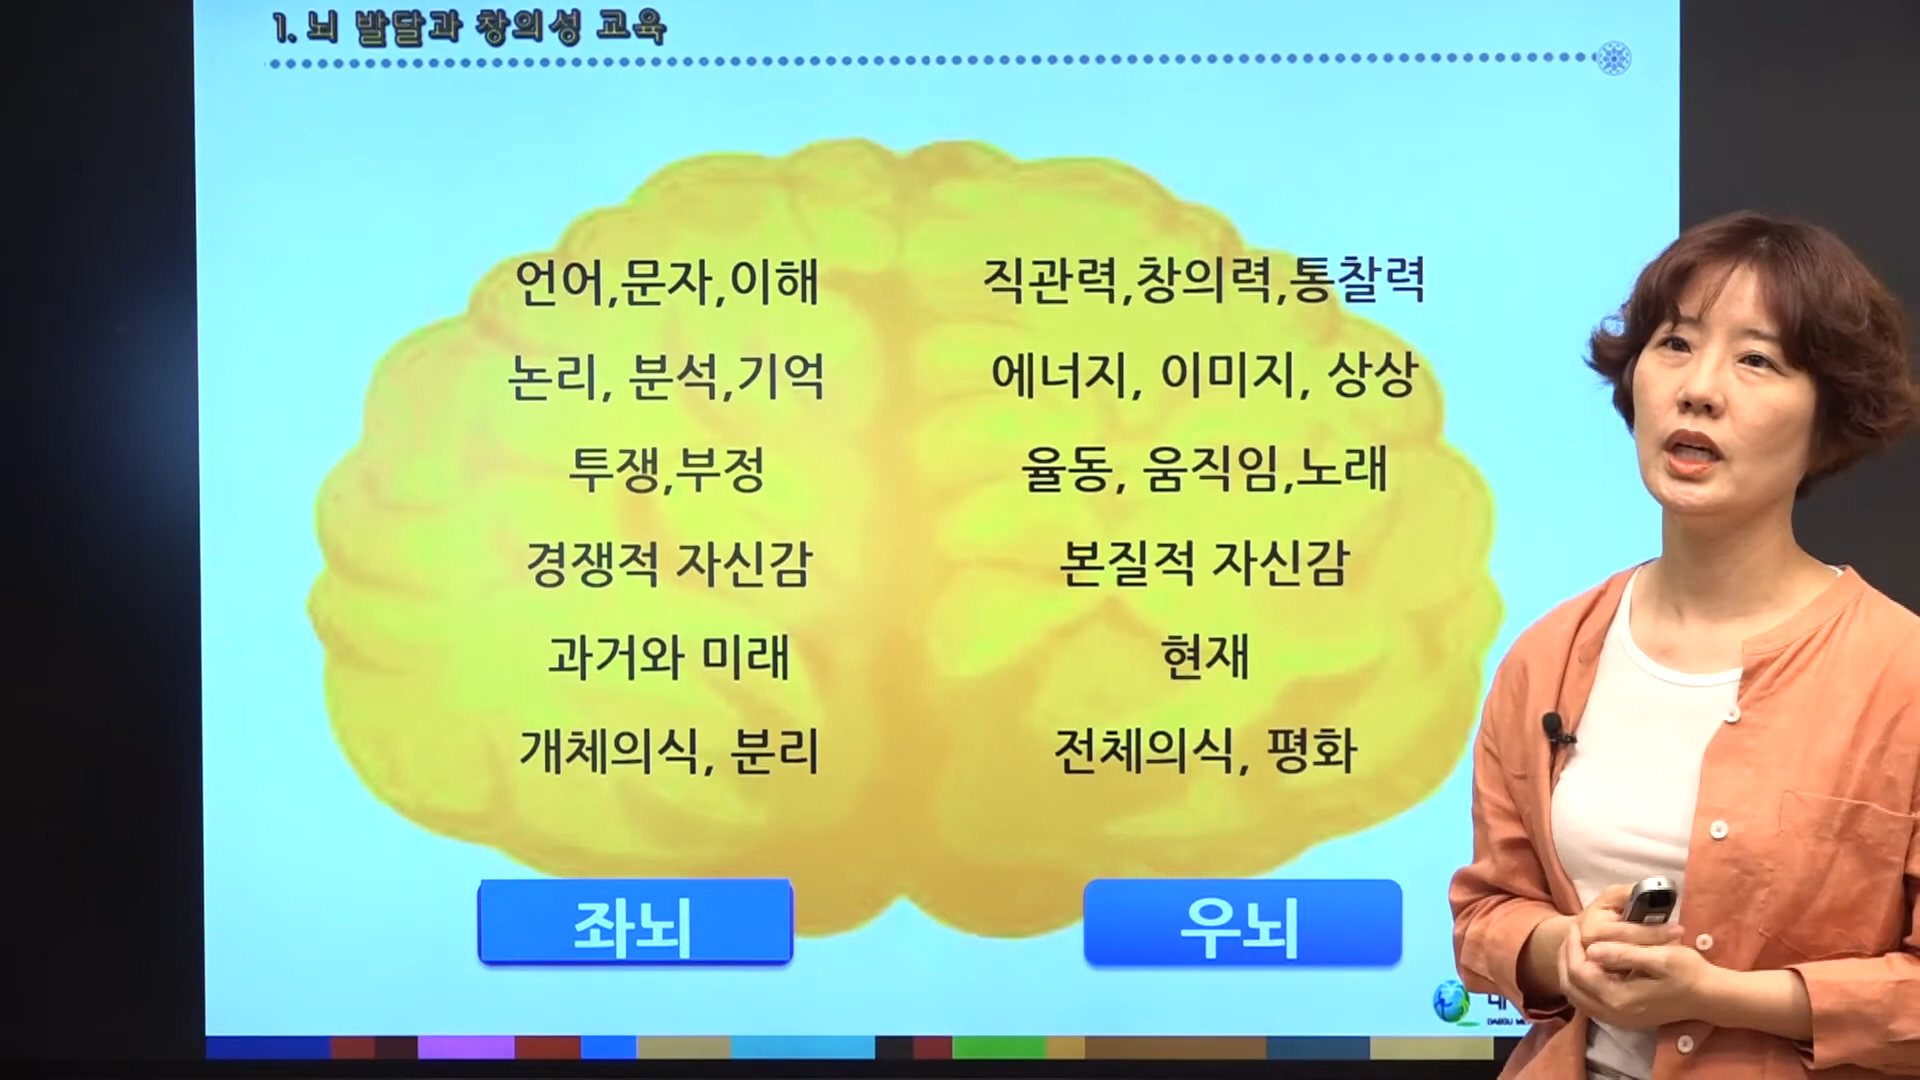 1. 뇌 발달과 창의성 교육
언어,문자,이해
직관력,창의력,통찰력
논리, 분석,기억
에너지, 이미지, 상상
투쟁,부정
율동, 움직임,노래
경쟁적 자신감
본질적 자신감
과거와 미래
현재
개체의식, 분리
전체의식, 평화
좌뇌
우뇌